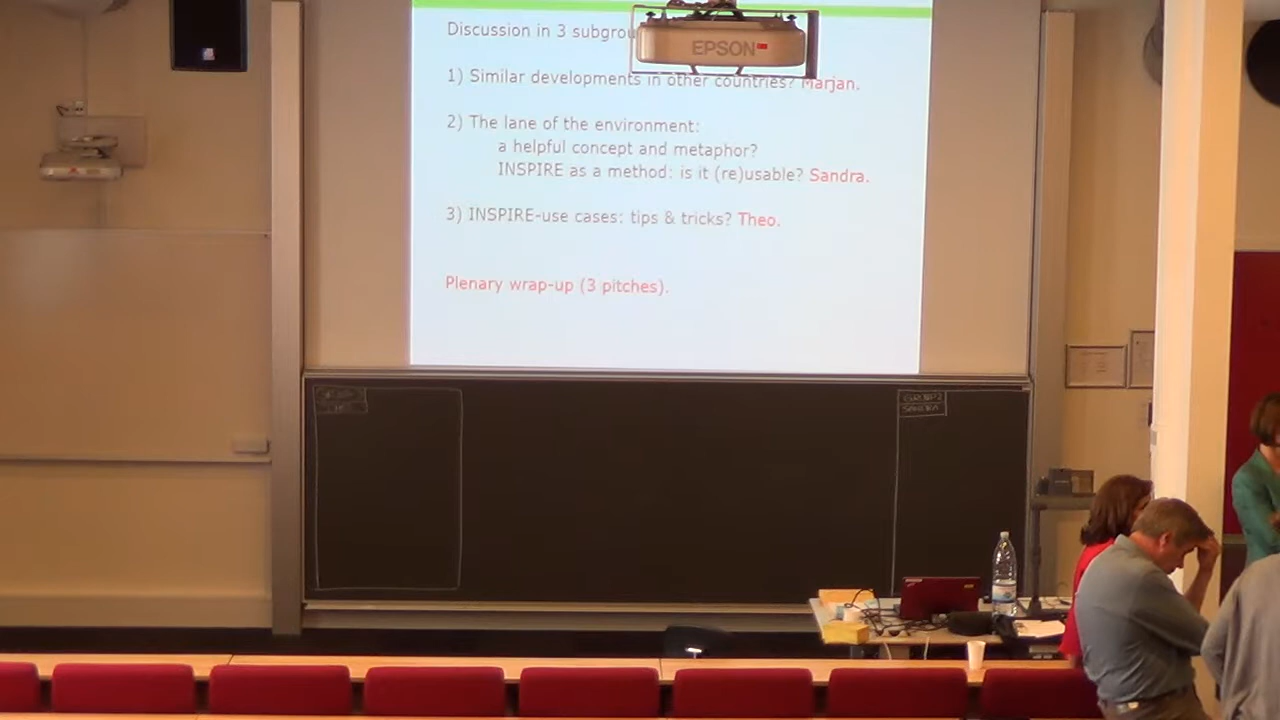 Discussion in 3 subgrou
EPSON
1) Similar developments in other countries? Marjan.
2) The lane of the environment:
a helpful concept and metaphor?
INSPIRE as a method: is it (re)usable? Sandra.
3) INSPIRE-use cases: tips & tricks? Theo.
Plenary wrap-up (3 pitches).
GROUP2
SANDRA